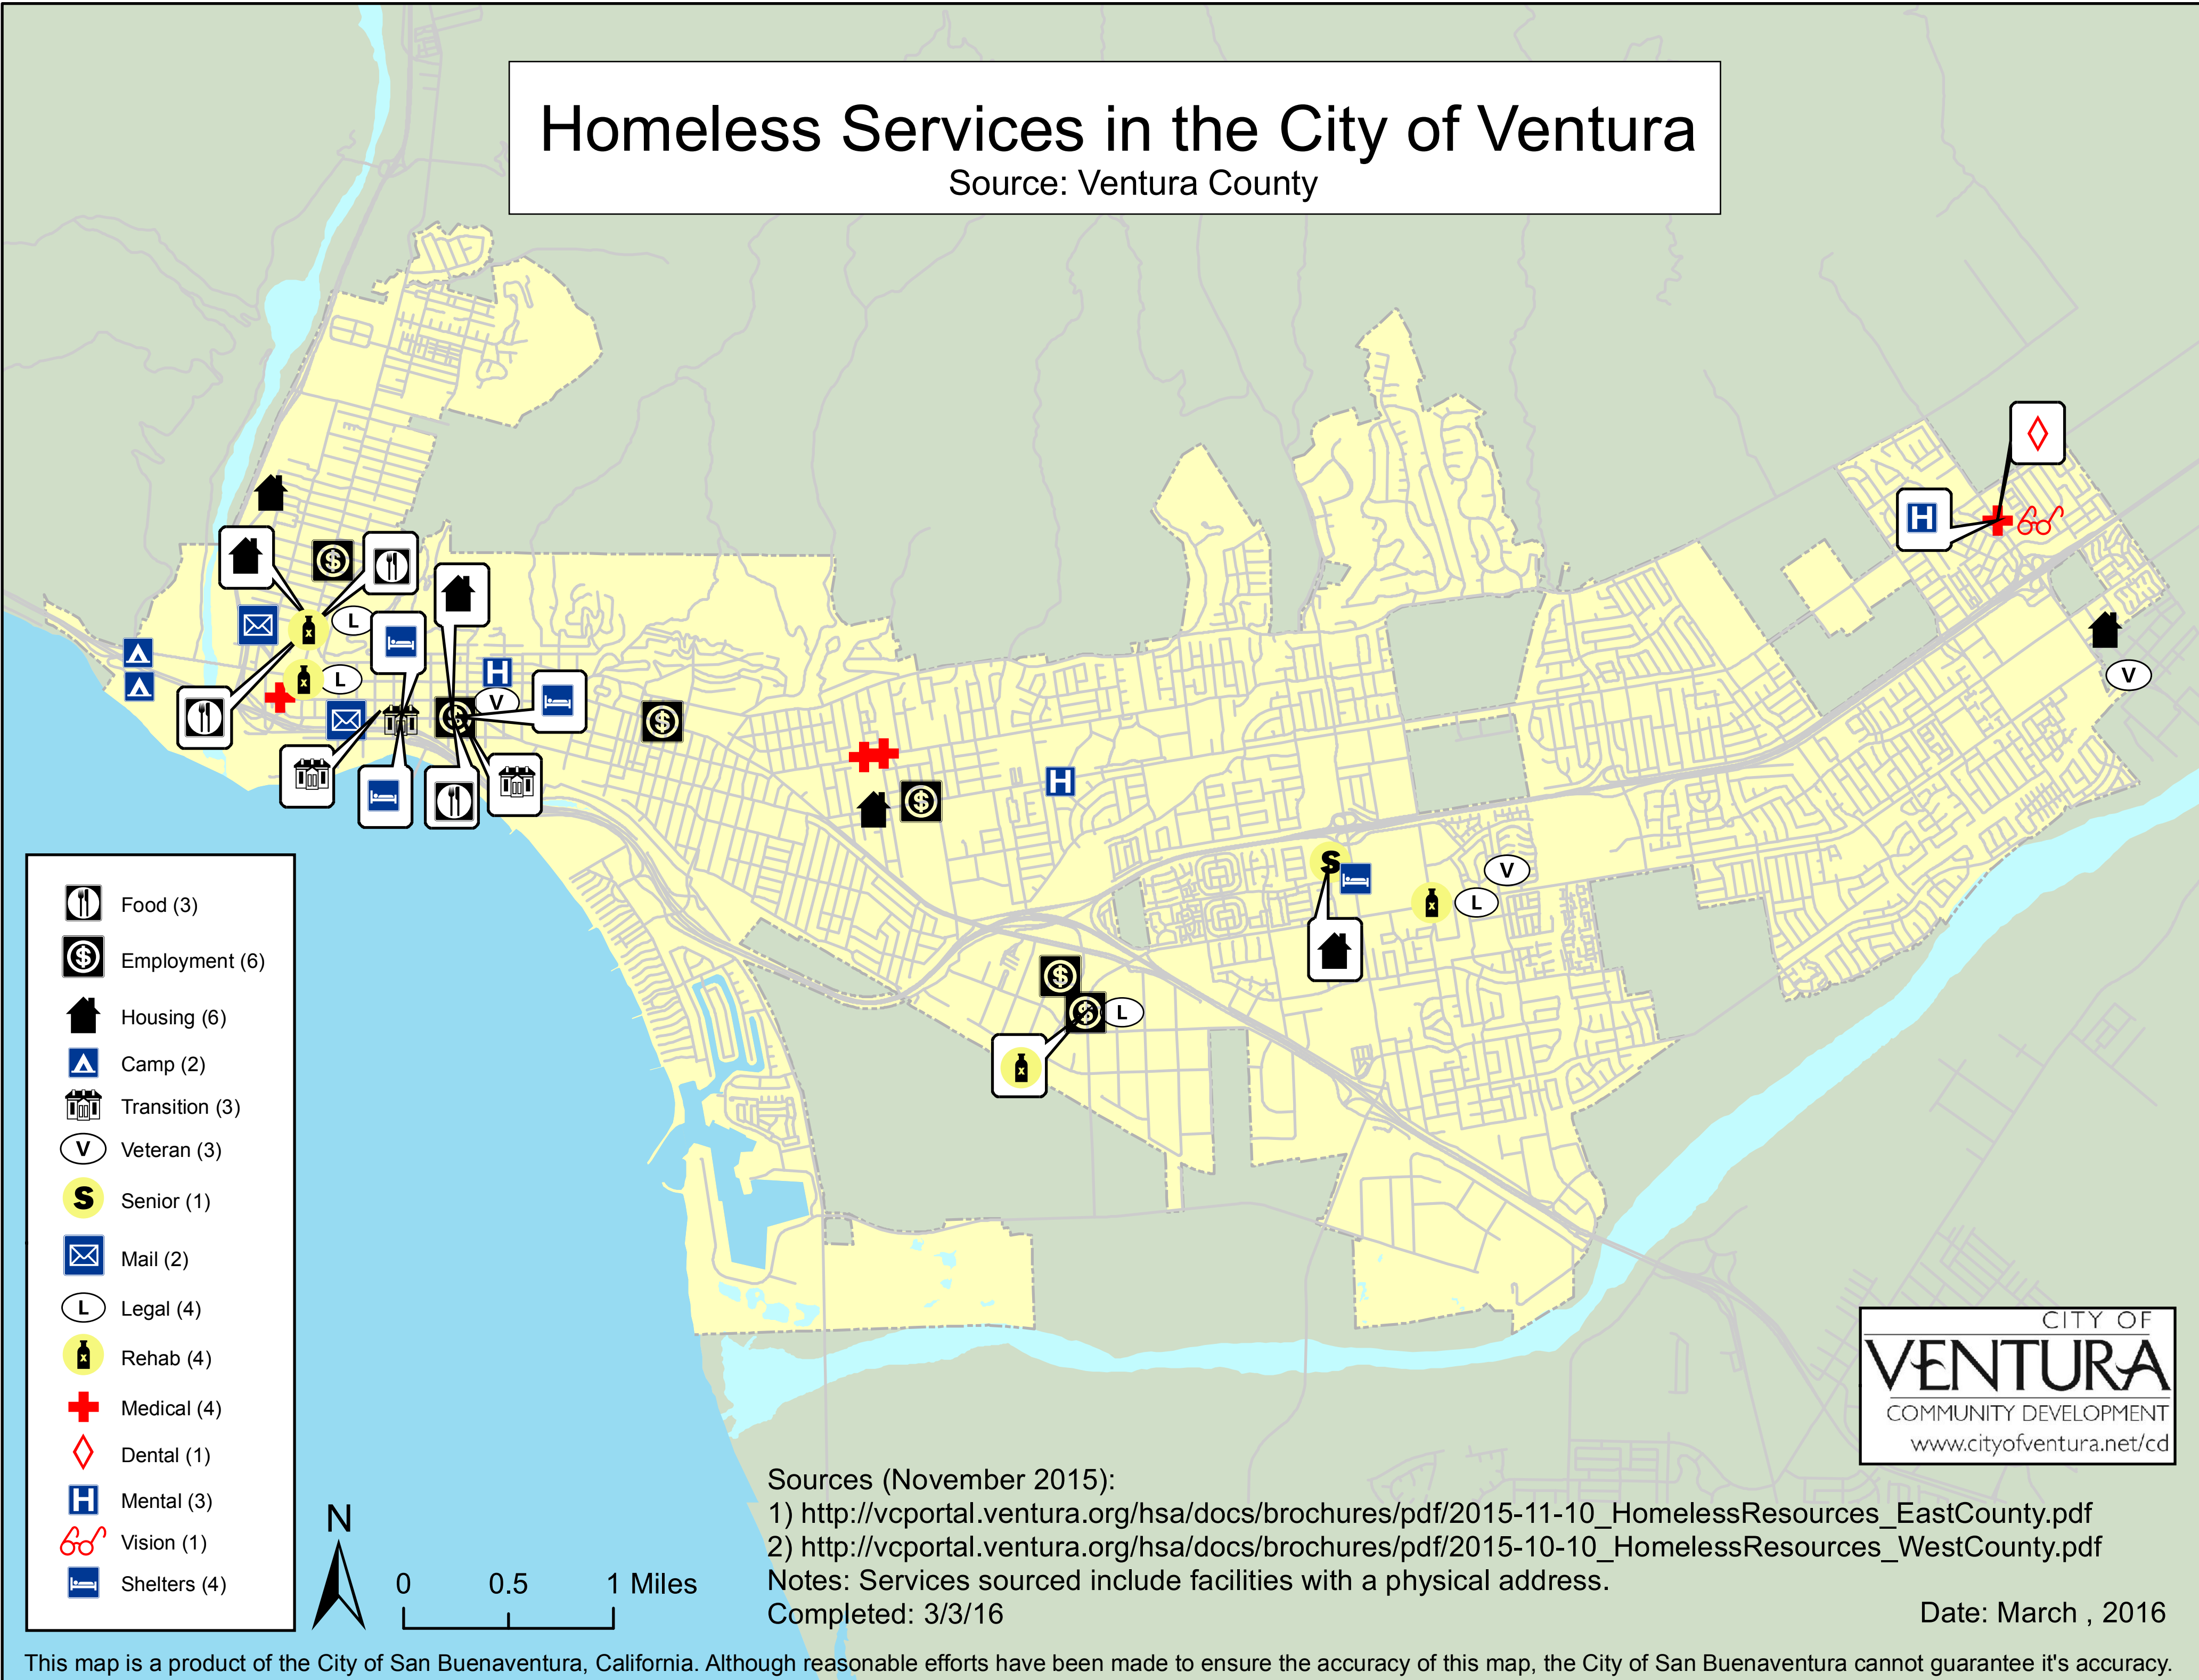 Homeless Services in the City of Ventura
Source: Ventura County
H
L
L
H
V
$
$
$
$
H
V
S
V
L
$
$
L
Food (3)
$ Employment (6)
Housing (6)
Camp (2)
Transition (3)
V Veteran (3)
S Senior (1)
Mail (2)
L Legal (4)
x Rehab (4)
Medical (4)
Dental (1)
H Mental (3)
Vision (1)
Shelters (4)
N
0 0.5 1 Miles
Sources (November 2015):
1) http://vcportal.ventura.org/hsa/docs/brochures/pdf/2015-11-10_HomelessResources_EastCounty.pdf
2) http://vcportal.ventura.org/hsa/docs/brochures/pdf/2015-10-10_HomelessResources_WestCounty.pdf
Notes: Services sourced include facilities with a physical address.
Completed: 3/3/16
Date: March , 2016
CITY OF
VENTURA
COMMUNITY DEVELOPMENT
www.cityofventura.net/cd
This map is a product of the City of San Buenaventura, California. Although reasonable efforts have been made to ensure the accuracy of this map, the City of San Buenaventura cannot guarantee it's accuracy.